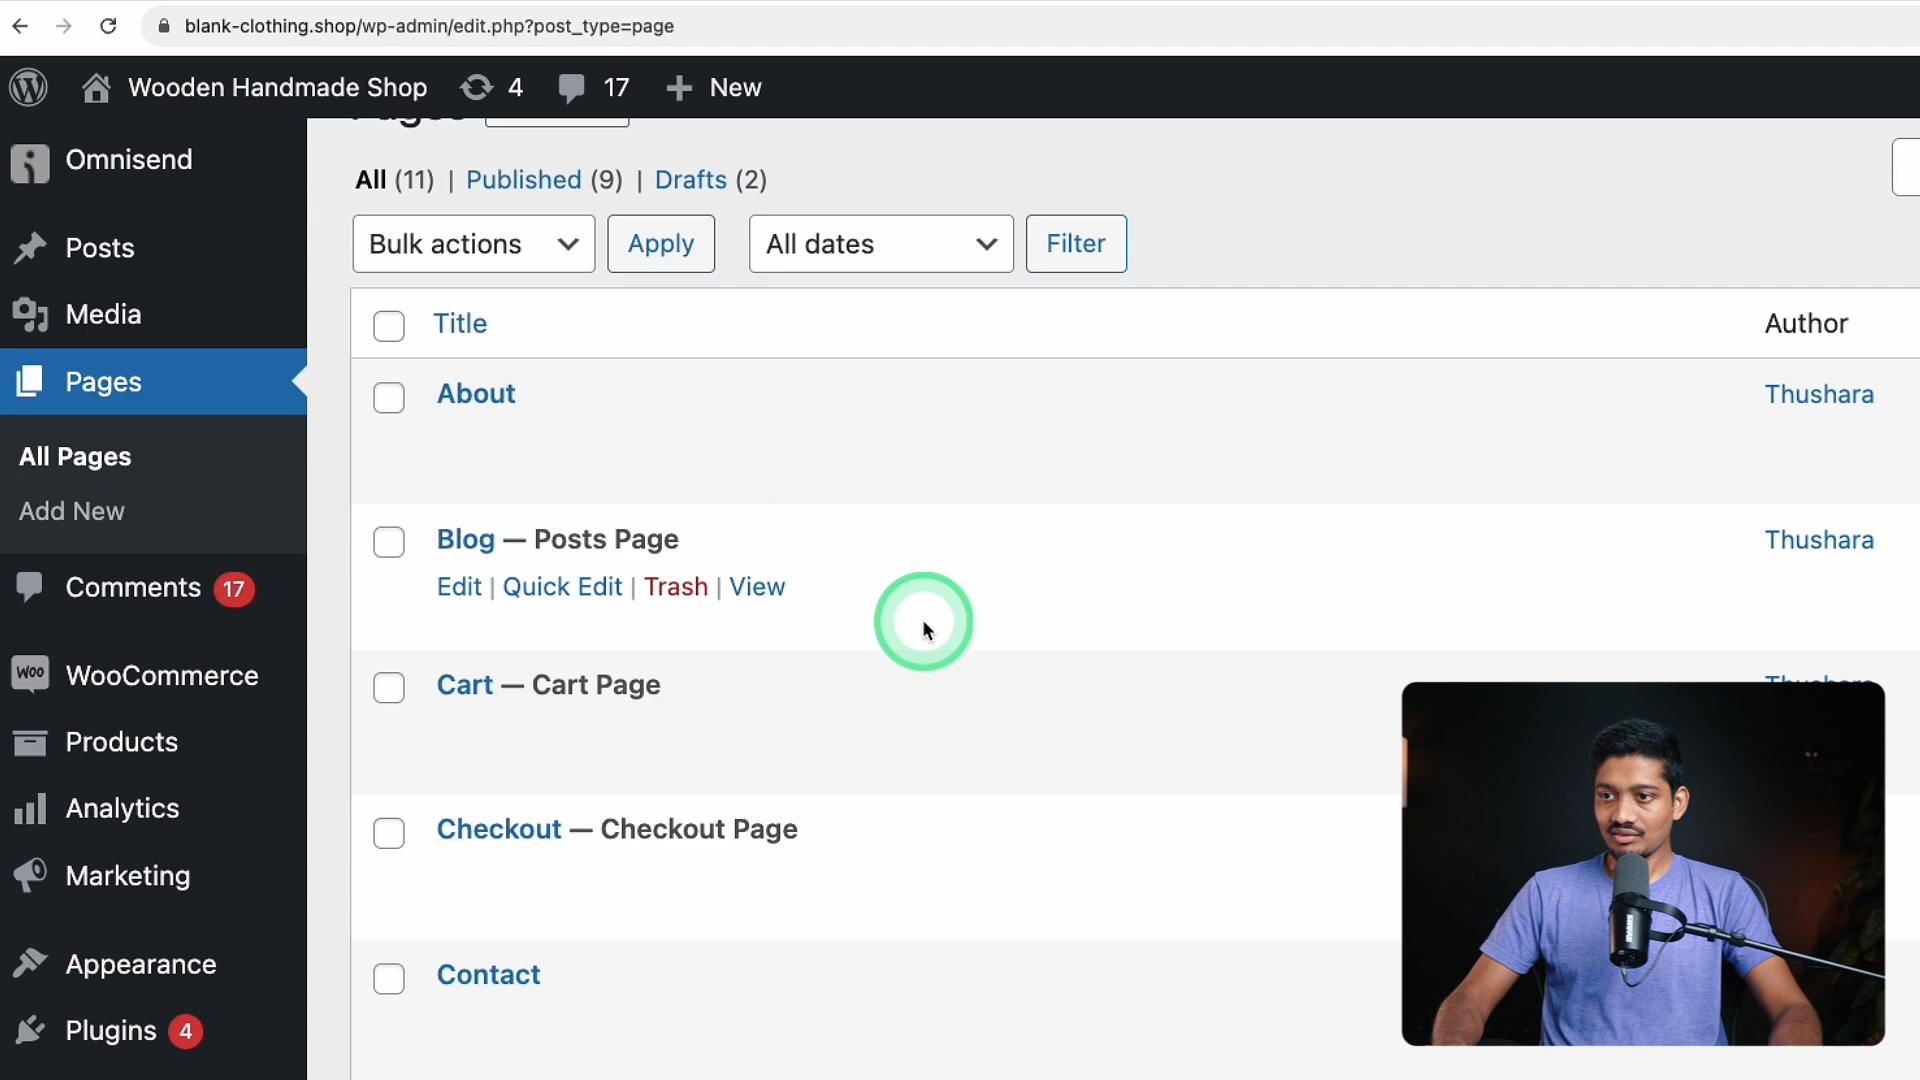 blank-clothing.shop/wp-admin/edit.php?post_type=page
Wooden Handmade Shop 4 17 New
Omnisend
Posts
Media
Pages
All Pages
Add New
Comments 17
WooCommerce
Products
Analytics
Marketing
Appearance
Plugins 4
Pages
All (11) | Published (9) | Drafts (2)
Bulk actions Apply All dates Filter
Title Author
About Thushara
Blog — Posts Page Thushara
Edit | Quick Edit | Trash | View
Cart — Cart Page Thushara
Checkout — Checkout Page
Contact